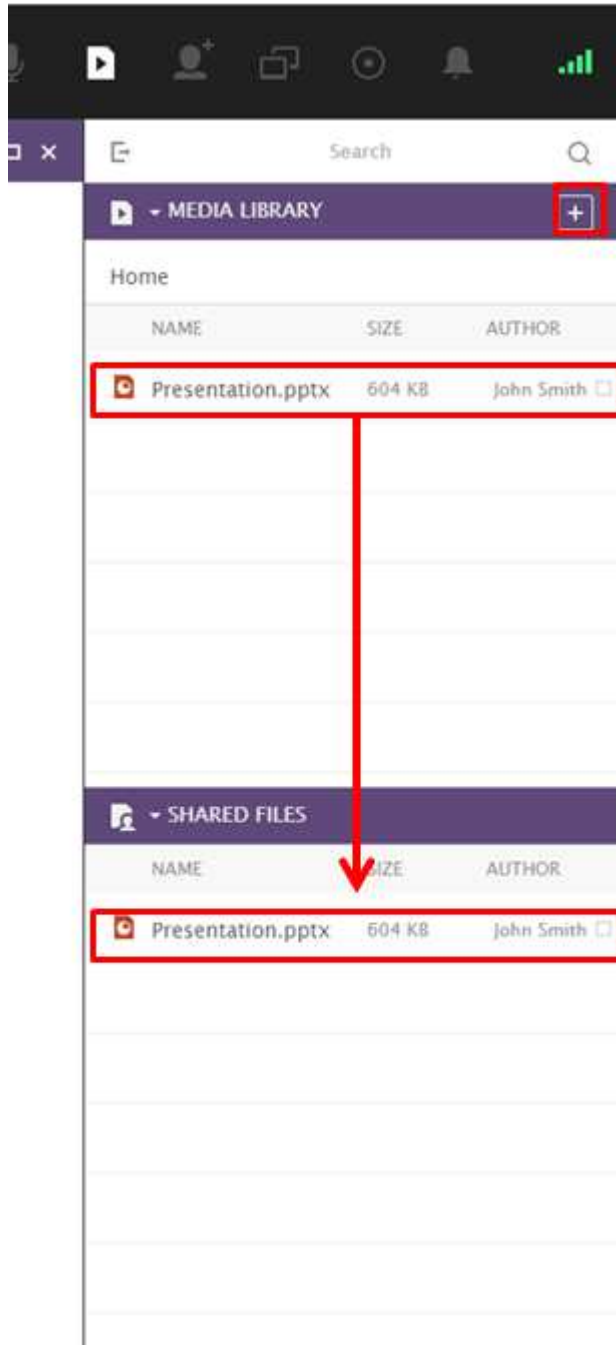 Search
MEDIA LIBRARY
Home
NAME SIZE AUTHOR
Presentation.pptx 604 KB John Smith
SHARED FILES
NAME SIZE AUTHOR
Presentation.pptx 604 KB John Smith